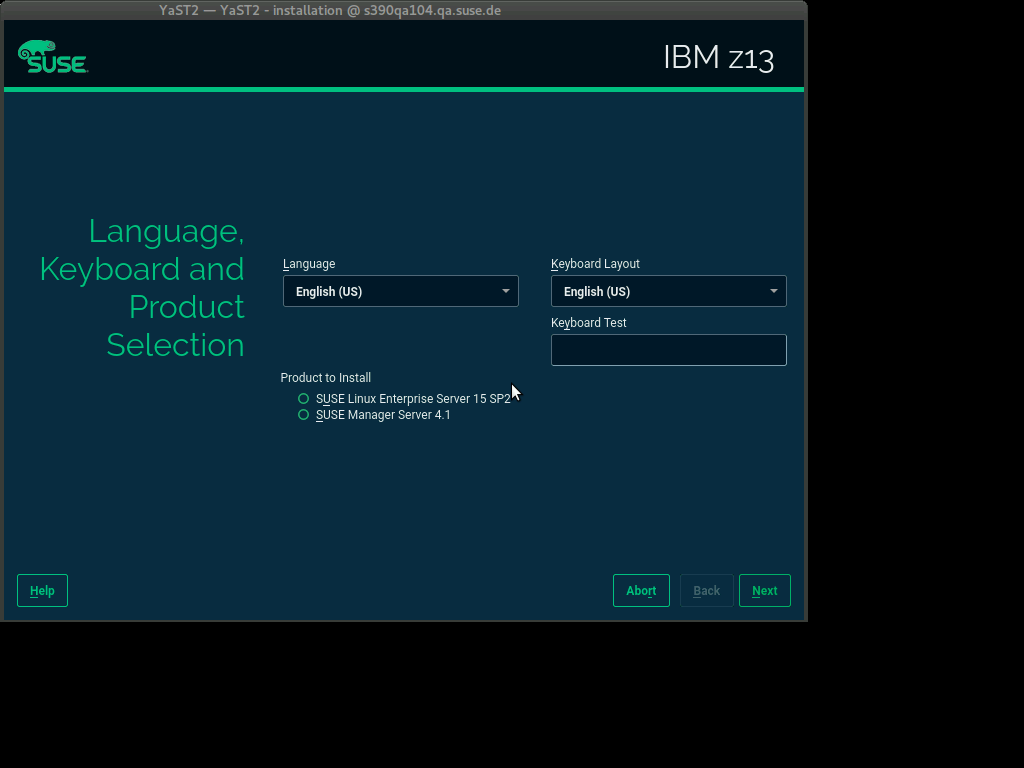 YaST2 — YaST2 - installation @ s390qa104.qa.suse.de
SUSE
IBM z13
Language,
Keyboard and
Product
Selection
Language
Keyboard Layout
English (US)
English (US)
Keyboard Test
Product to Install
SUSE Linux Enterprise Server 15 SP2
SUSE Manager Server 4.1
Help
Abort
Back
Next